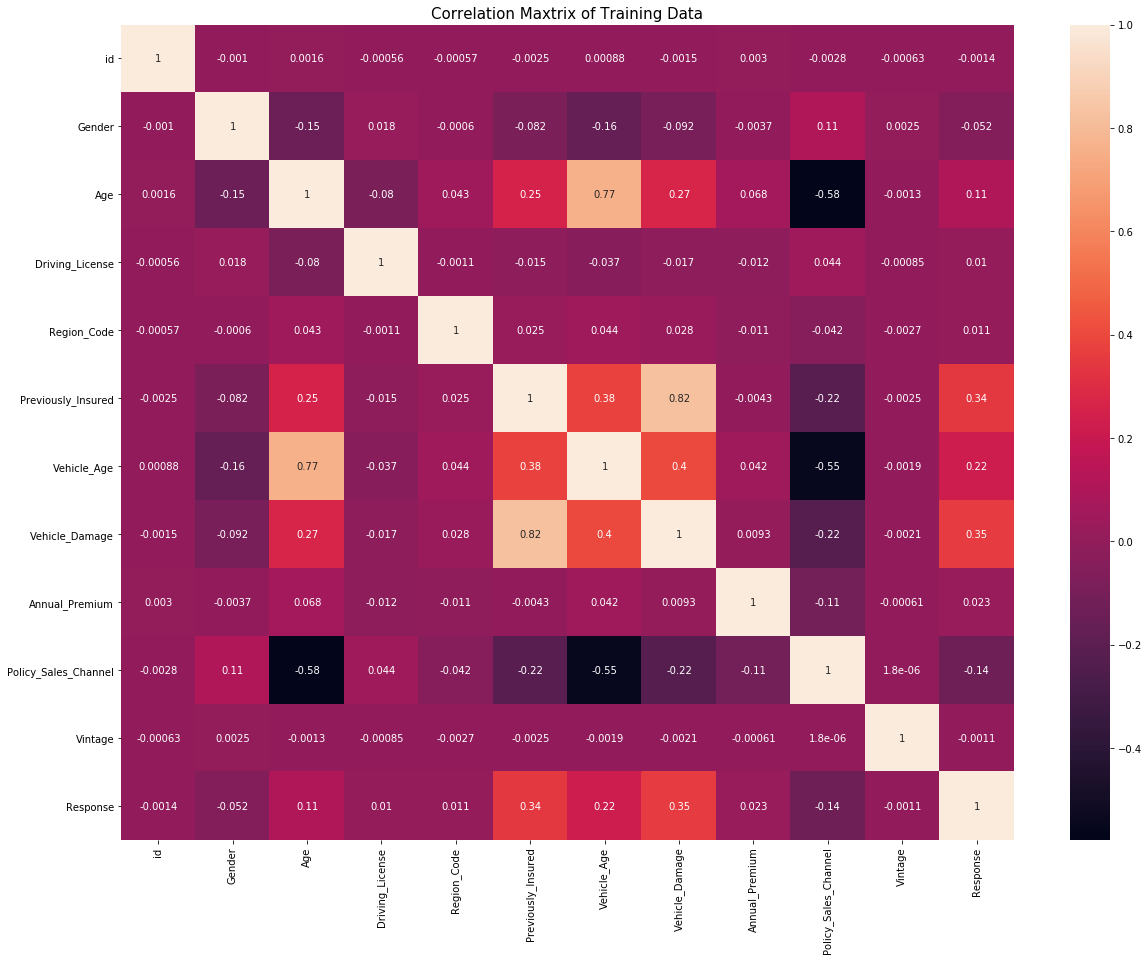 Correlation Maxtrix of Training Data
id 1 -0.001 0.0016 -0.00056 -0.00057 -0.0025 0.00088 -0.0015 0.003 -0.0028 -0.00063 -0.0014
Gender -0.001 1 -0.15 0.018 -0.0006 -0.082 -0.16 -0.092 -0.0037 0.11 0.0025 -0.052
Age 0.0016 -0.15 1 -0.08 0.043 0.25 0.77 0.27 0.068 -0.58 -0.0013 0.11
Driving_License -0.00056 0.018 -0.08 1 -0.0011 -0.015 -0.037 -0.017 -0.012 0.044 -0.00085 0.01
Region_Code -0.00057 -0.0006 0.043 -0.0011 1 0.025 0.044 0.028 -0.011 -0.042 -0.0027 0.011
Previously_Insured -0.0025 -0.082 0.25 -0.015 0.025 1 0.38 0.82 -0.0043 -0.22 -0.0025 0.34
Vehicle_Age 0.00088 -0.16 0.77 -0.037 0.044 0.38 1 0.4 0.042 -0.55 -0.0019 0.22
Vehicle_Damage -0.0015 -0.092 0.27 -0.017 0.028 0.82 0.4 1 0.0093 -0.22 -0.0021 0.35
Annual_Premium 0.003 -0.0037 0.068 -0.012 -0.011 -0.0043 0.042 0.0093 1 -0.11 -0.00061 0.023
Policy_Sales_Channel -0.0028 0.11 -0.58 0.044 -0.042 -0.22 -0.55 -0.22 -0.11 1 1.8e-06 -0.14
Vintage -0.00063 0.0025 -0.0013 -0.00085 -0.0027 -0.0025 -0.0019 -0.0021 -0.00061 1.8e-06 1 -0.0011
Response -0.0014 -0.052 0.11 0.01 0.011 0.34 0.22 0.35 0.023 -0.14 -0.0011 1
id Gender Age Driving_License Region_Code Previously_Insured Vehicle_Age Vehicle_Damage Annual_Premium Policy_Sales_Channel Vintage Response
1.0
0.8
0.6
0.4
0.2
0.0
−0.2
−0.4